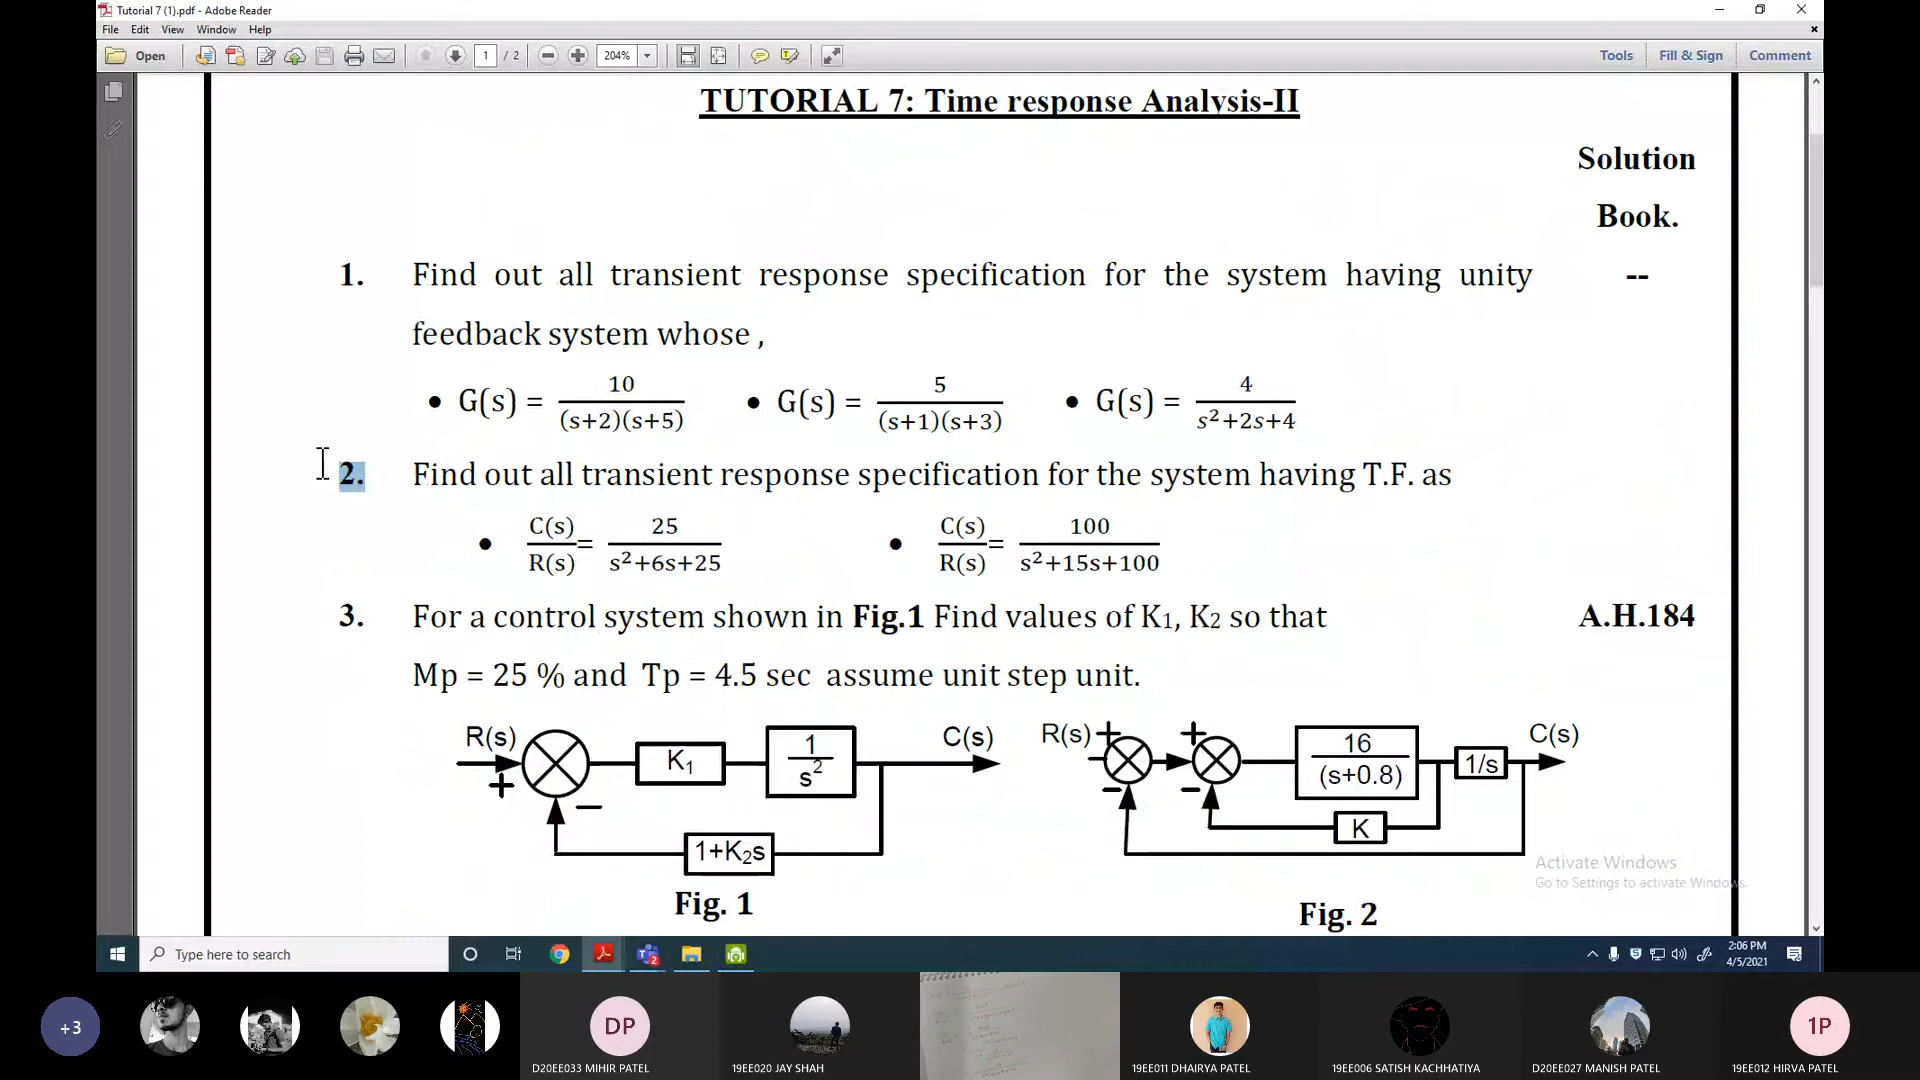 Tutorial 7 (1).pdf - Adobe Reader
File Edit View Window Help
Open 1 / 2 204% Tools Fill & Sign Comment
TUTORIAL 7: Time response Analysis-II
Solution
Book.
1. Find out all transient response specification for the system having unity --
feedback system whose ,
• G(s) = 10/((s+2)(s+5)) • G(s) = 5/((s+1)(s+3)) • G(s) = 4/(s²+2s+4)
2. Find out all transient response specification for the system having T.F. as
• C(s)/R(s) = 25/(s²+6s+25) • C(s)/R(s) = 100/(s²+15s+100)
3. For a control system shown in Fig.1 Find values of K₁, K₂ so that A.H.184
Mp = 25 % and Tp = 4.5 sec assume unit step unit.
R(s) + − K₁ 1/s² C(s)
1+K₂s
Fig. 1
R(s) + - - + - 16/(s+0.8) 1/s C(s)
K
Fig. 2
Activate Windows
Go to Settings to activate Windows.
Type here to search
2:06 PM
4/5/2021
+3
DP
1P
D20EE033 MIHIR PATEL
19EE020 JAY SHAH
19EE011 DHAIRYA PATEL
19EE006 SATISH KACHHATIYA
D20EE027 MANISH PATEL
19EE012 HIRVA PATEL